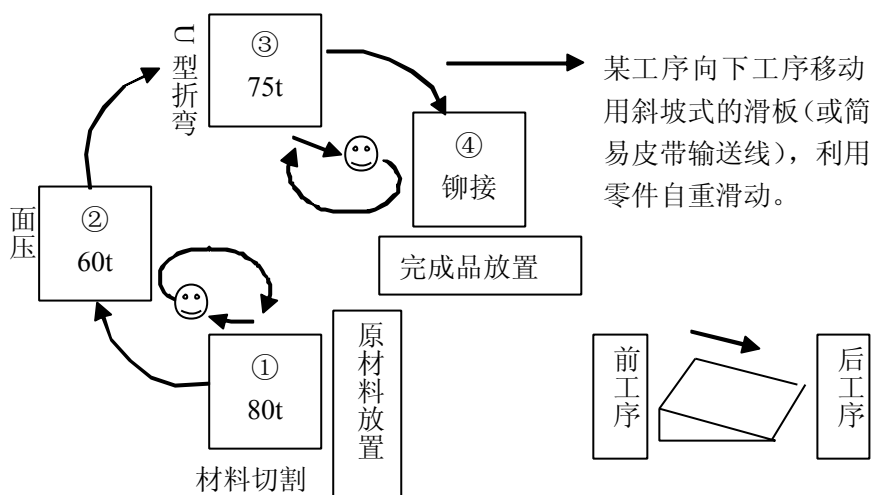 U型折弯
③
75t
④
铆接
某工序向下工序移动
用斜坡式的滑板(或简
易皮带输送线），利用
零件自重滑动。
面压
②
60t
完成品放置
①
80t
原材料放置
材料切割
前工序
后工序